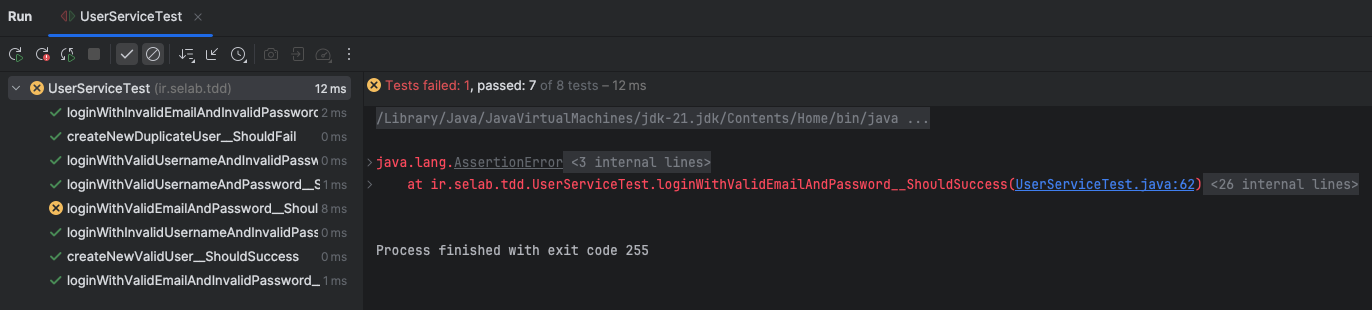 Run UserServiceTest
UserServiceTest (ir.selab.tdd) 12 ms
loginWithInvalidEmailAndInvalidPassword 2 ms
createNewDuplicateUser__ShouldFail 0 ms
loginWithValidUsernameAndInvalidPassw 0 ms
loginWithValidUsernameAndPassword__S 1 ms
loginWithValidEmailAndPassword__Shoul 8 ms
loginWithInvalidUsernameAndInvalidPass 0 ms
createNewValidUser__ShouldSuccess 0 ms
loginWithValidEmailAndInvalidPassword__ 1 ms
Tests failed: 1, passed: 7 of 8 tests – 12 ms
/Library/Java/JavaVirtualMachines/jdk-21.jdk/Contents/Home/bin/java ...
java.lang.AssertionError <3 internal lines>
at ir.selab.tdd.UserServiceTest.loginWithValidEmailAndPassword__ShouldSuccess(UserServiceTest.java:62) <26 internal lines>
Process finished with exit code 255